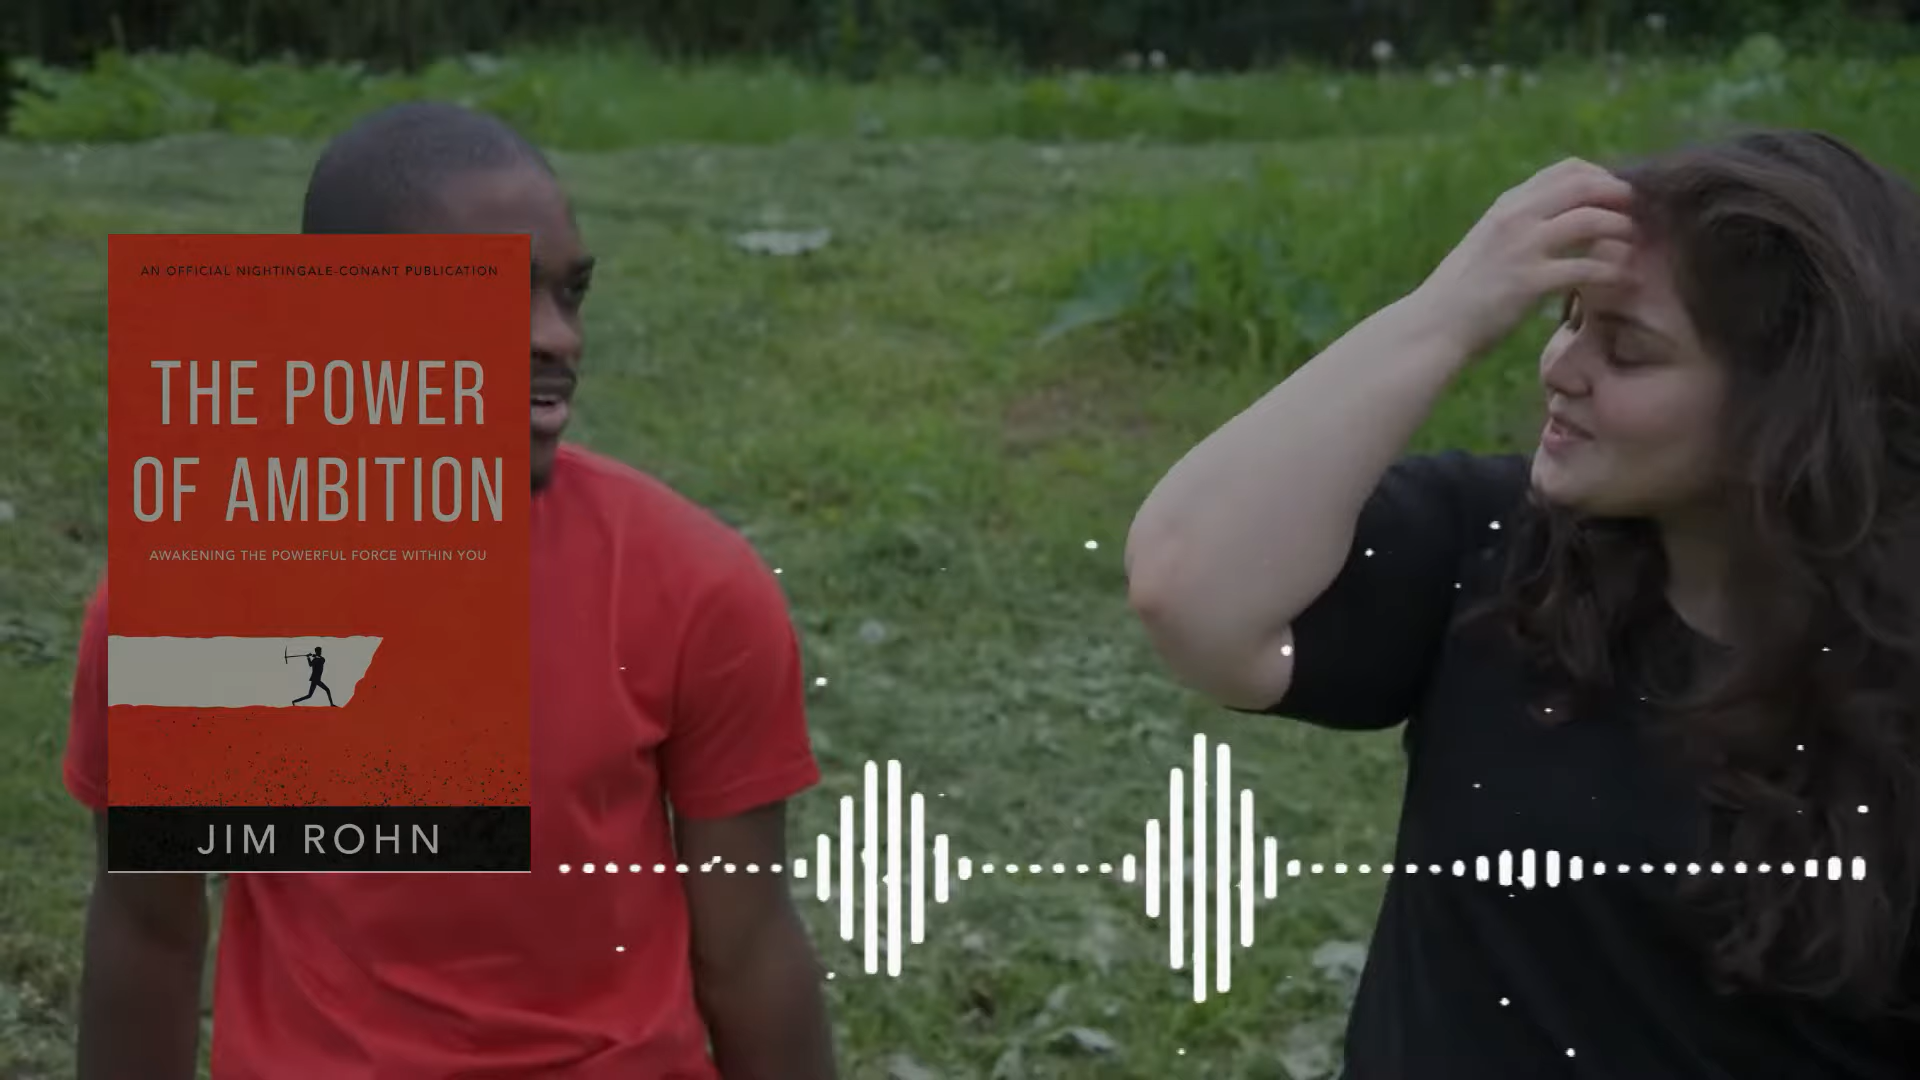 AN OFFICIAL NIGHTINGALE-CONANT PUBLICATION
THE POWER
OF AMBITION
AWAKENING THE POWERFUL FORCE WITHIN YOU
JIM ROHN